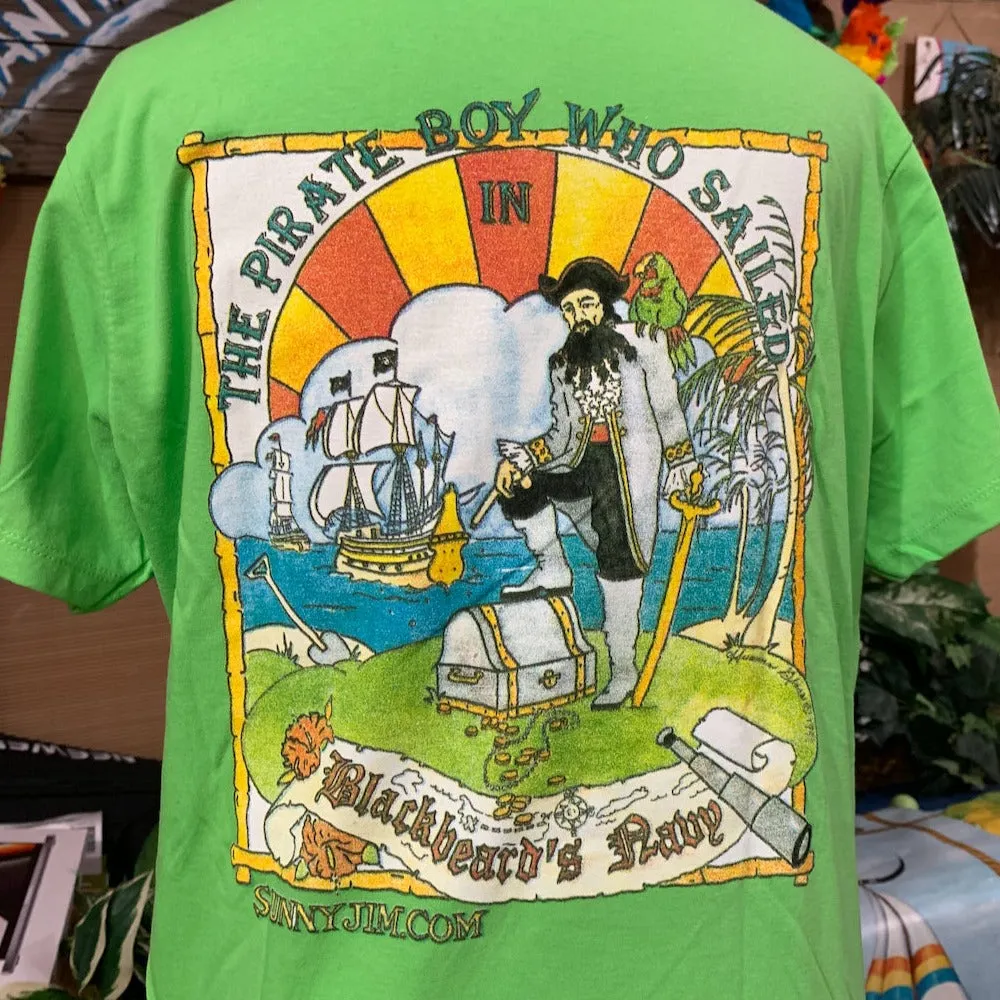 THE PIRATE BOY WHO SAILED
IN
Blackbeard's Navy
SUNNYJIM.COM